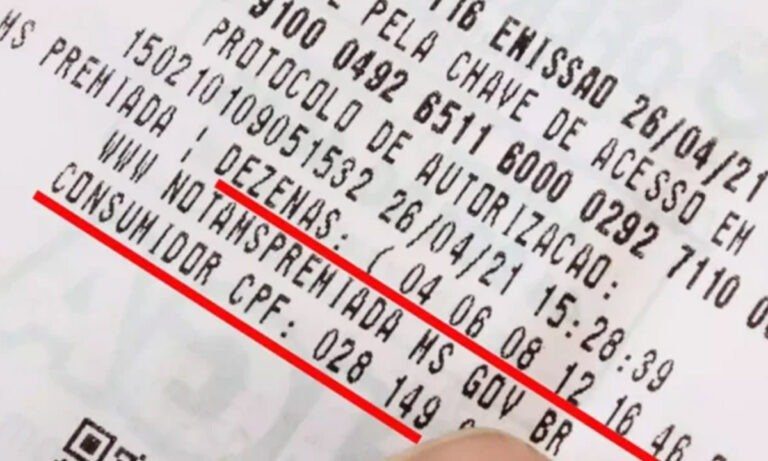 116 EMISSAO 26/04/21
PELA CHAVE DE ACESSO EM
9100 0492 6511 6000 0292 7110
PROTOCOLO DE AUTORIZACAO:
150210109051532 26/04/21 15:28:39
MS PREMIADA | DEZENAS: ( 04 06 08 12 16 46
WWW NOTAMSPREMIADA MS GOV BR
CONSUMIDOR CPF: 028 149